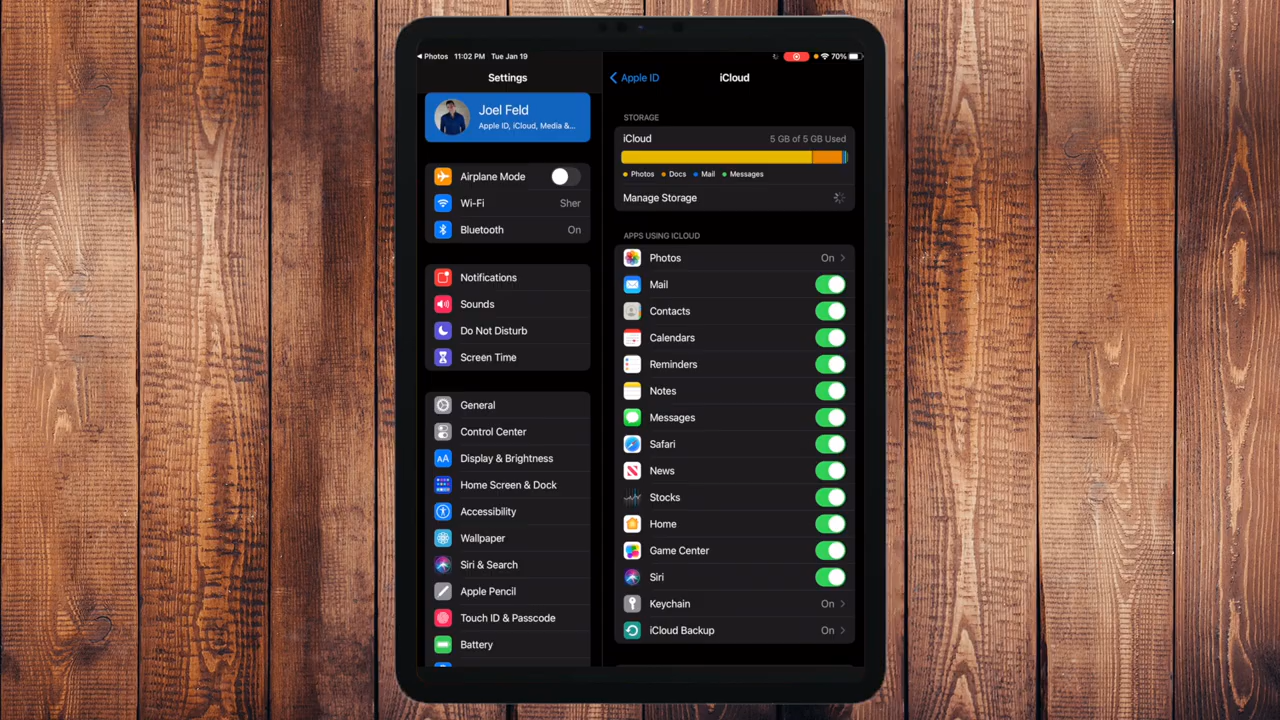 Photos 11:02 PM Tue Jan 19
70%
Settings
Joel Feld
Apple ID, iCloud, Media &...
Airplane Mode
Wi-Fi Sher
Bluetooth On
Notifications
Sounds
Do Not Disturb
Screen Time
General
Control Center
AA Display & Brightness
Home Screen & Dock
Accessibility
Wallpaper
Siri & Search
Apple Pencil
Touch ID & Passcode
Battery
Apple ID iCloud
STORAGE
iCloud 5 GB of 5 GB Used
Photos Docs Mail Messages
Manage Storage
APPS USING ICLOUD
Photos On
Mail
Contacts
Calendars
Reminders
Notes
Messages
Safari
News
Stocks
Home
Game Center
Siri
Keychain On
iCloud Backup On